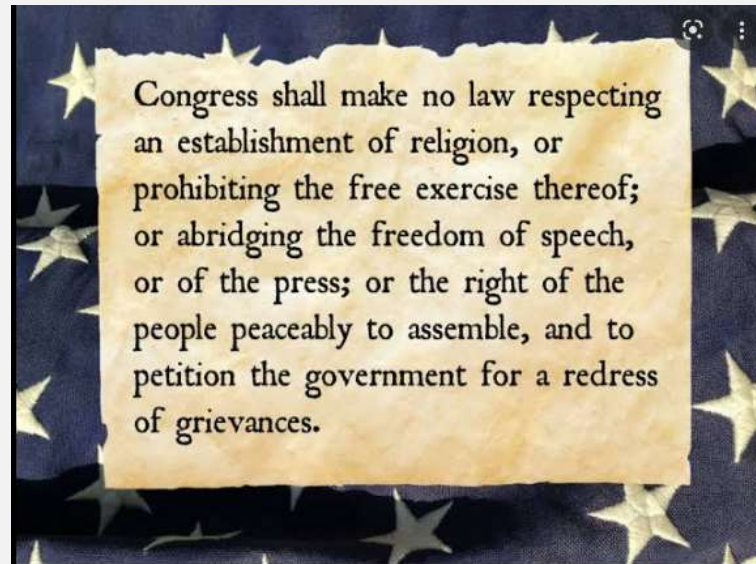 Congress shall make no law respecting
an establishment of religion, or
prohibiting the free exercise thereof;
or abridging the freedom of speech,
or of the press; or the right of the
people peaceably to assemble, and to
petition the government for a redress
of grievances.